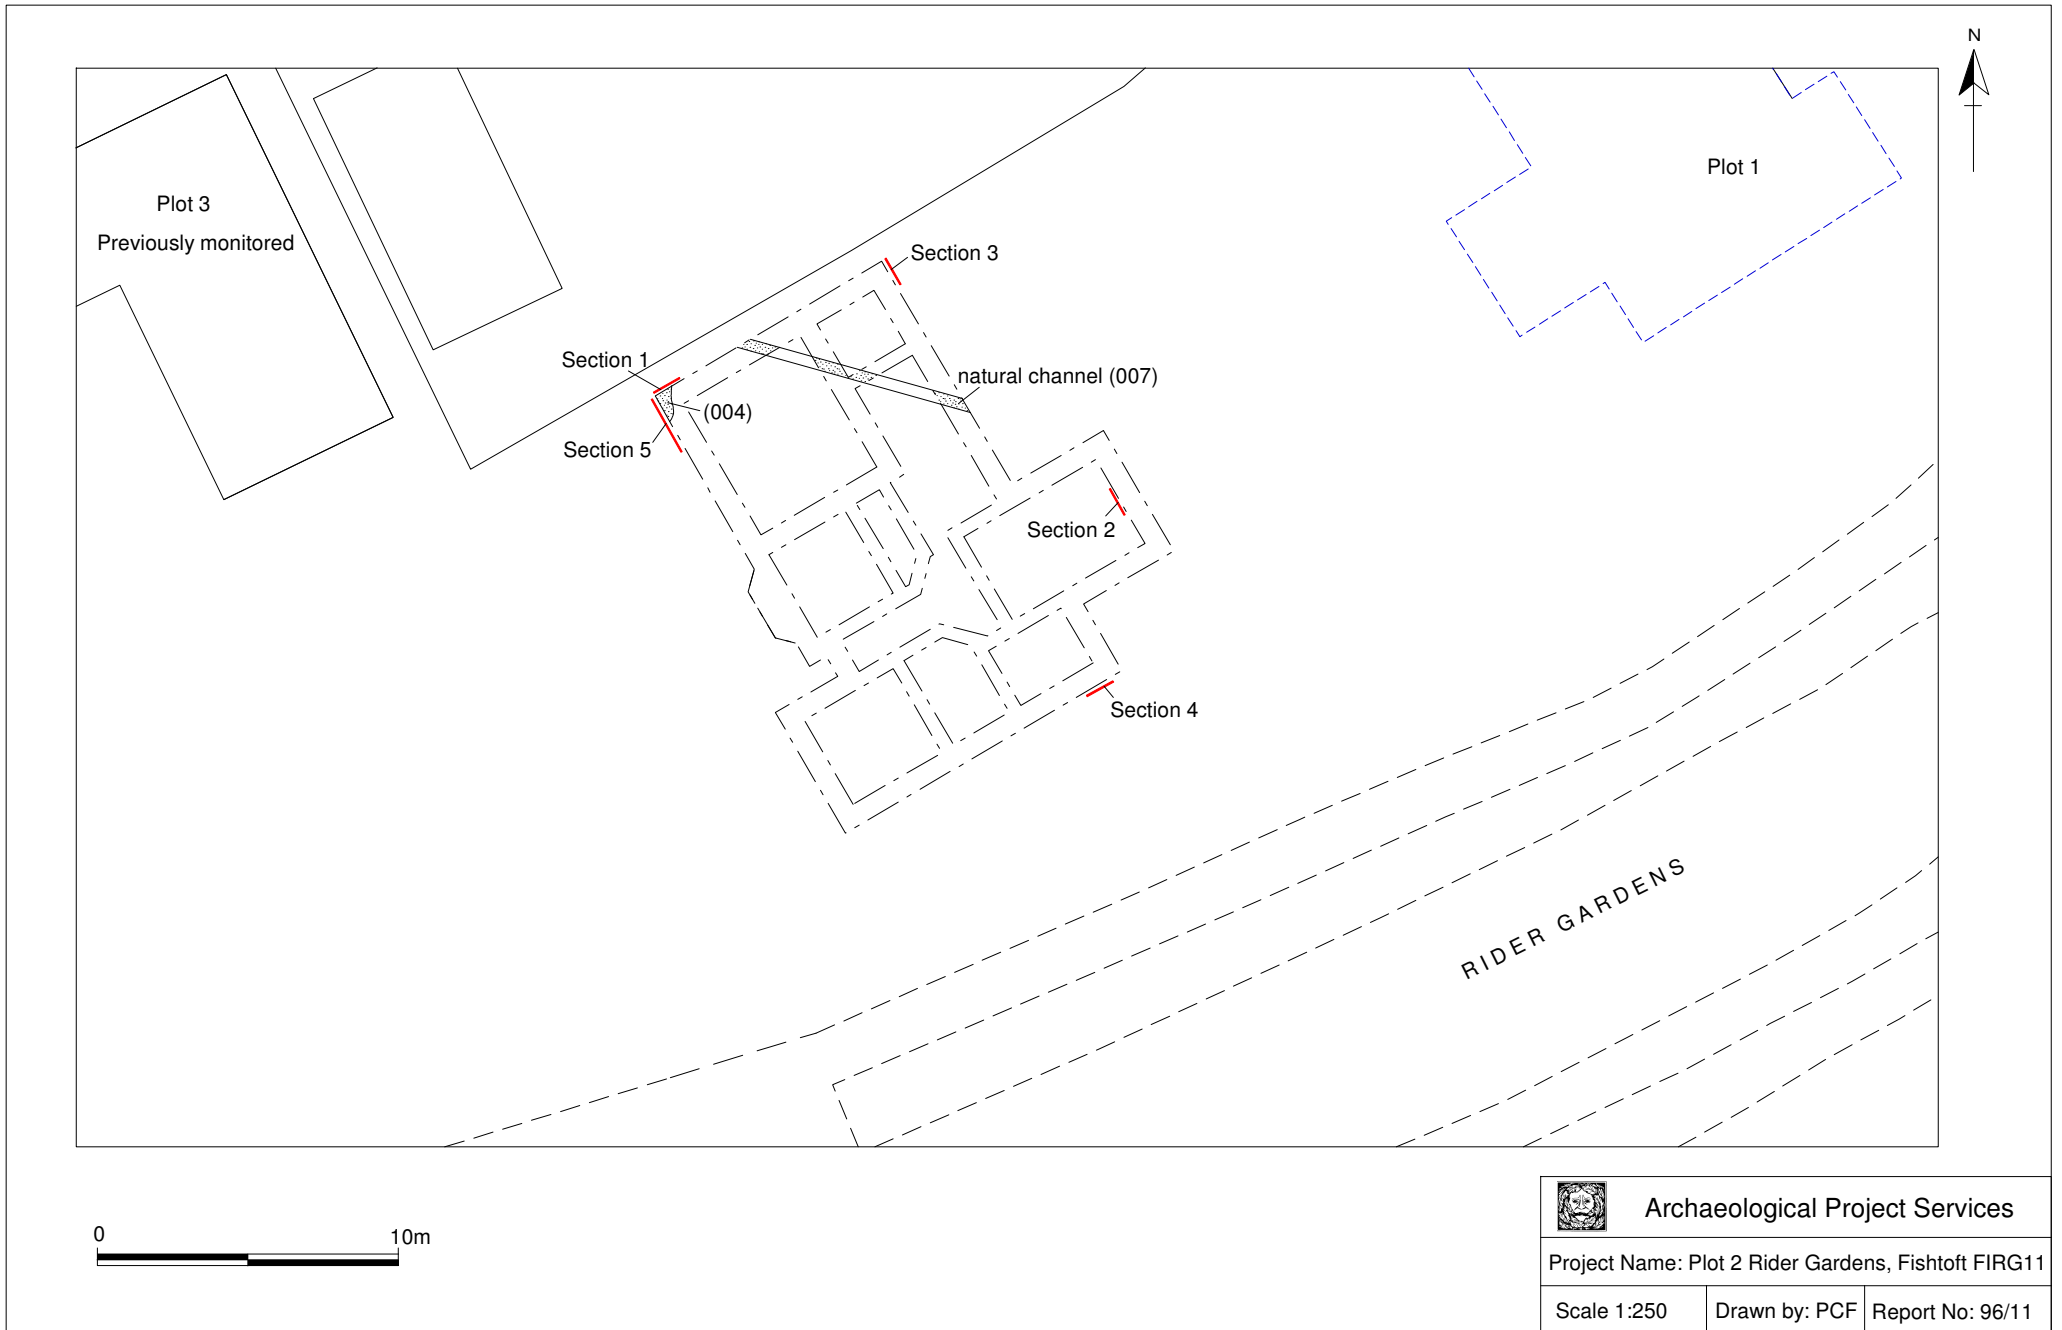 N
Plot 1
Plot 3
Previously monitored
Section 3
Section 1
natural channel (007)
(004)
Section 5
Section 2
Section 4
RIDER GARDENS
0
10m
Archaeological Project Services
Project Name: Plot 2 Rider Gardens, Fishtoft FIRG11
Scale 1:250
Drawn by: PCF
Report No: 96/11